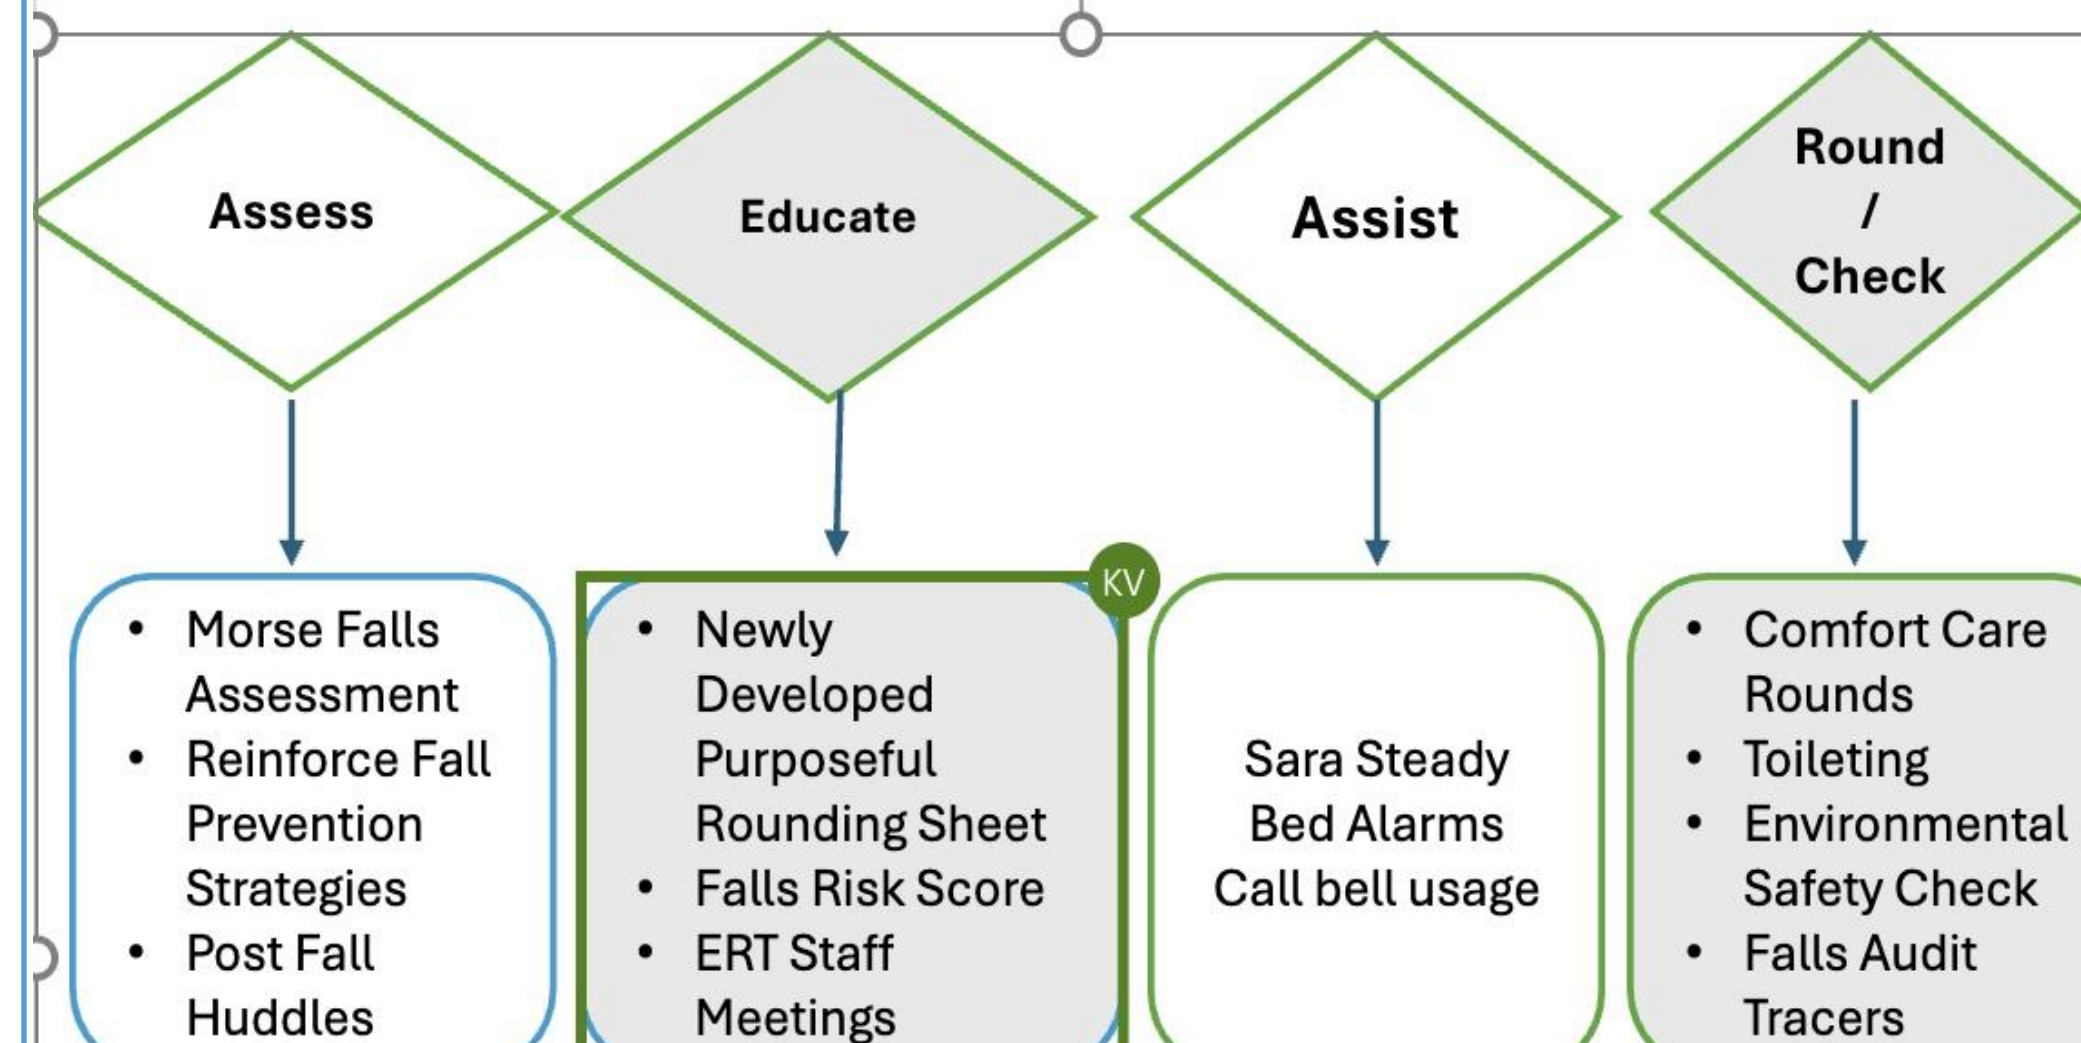 Assess
Educate
Assist
Round
/
Check
• Morse Falls
Assessment
• Reinforce Fall
Prevention
Strategies
• Post Fall
Huddles
KV
• Newly
Developed
Purposeful
Rounding Sheet
• Falls Risk Score
• ERT Staff
Meetings
Sara Steady
Bed Alarms
Call bell usage
• Comfort Care
Rounds
• Toileting
• Environmental
Safety Check
• Falls Audit
Tracers